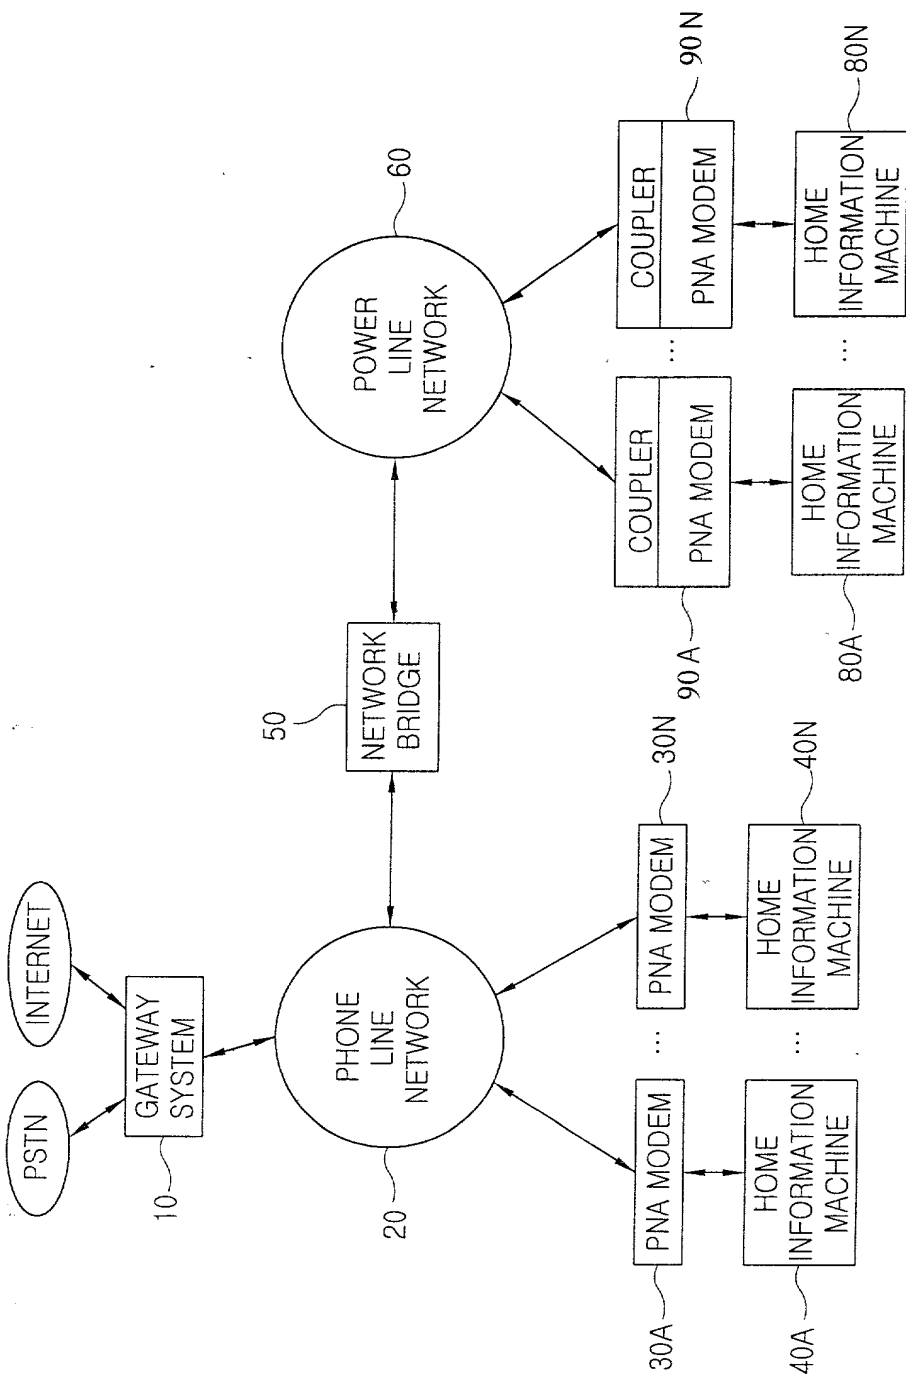 PSTN
INTERNET
10
GATEWAY
SYSTEM
20
PHONE
LINE
NETWORK
50
NETWORK
BRIDGE
60
POWER
LINE
NETWORK
30A
PNA MODEM
...
PNA MODEM
30N
40A
HOME
INFORMATION
MACHINE
...
HOME
INFORMATION
MACHINE
40N
90A
COUPLER
PNA MODEM
...
COUPLER
PNA MODEM
90N
80A
HOME
INFORMATION
MACHINE
...
HOME
INFORMATION
MACHINE
80N